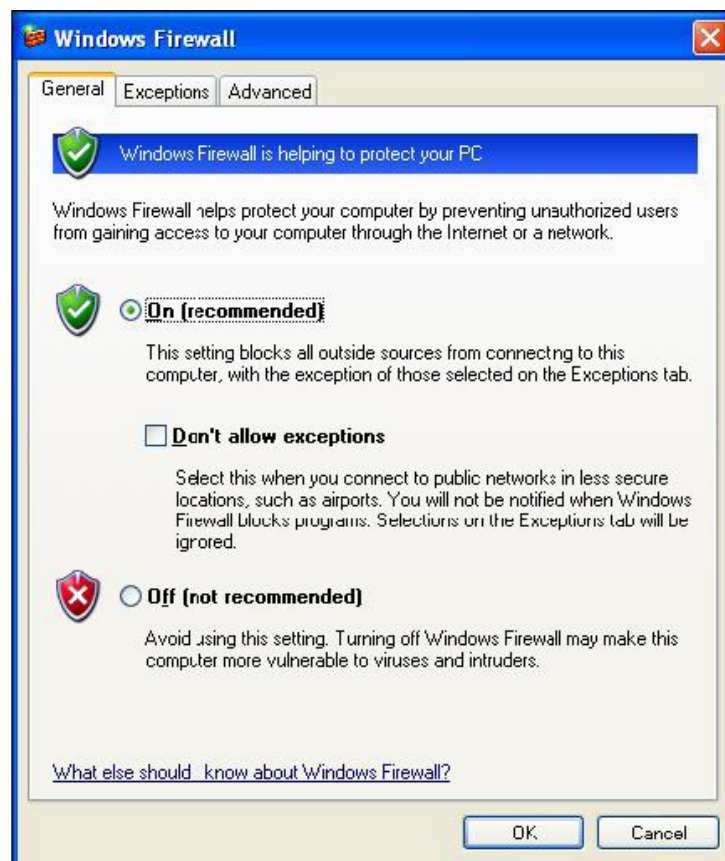 Windows Firewall
General Exceptions Advanced
Windows Firewall is helping to protect your PC
Windows Firewall helps protect your computer by preventing unauthorized users
from gaining access to your computer through the Internet or a network.
On (recommended)
This setting blocks all outside sources from connecting to this
computer, with the exception of those selected on the Exceptions tab.
Don't allow exceptions
Select this when you connect to public networks in less secure
locations, such as airports. You will not be notified when Windows
Firewall blocks programs. Selections on the Exceptions tab will be
ignored.
Off (not recommended)
Avoid using this setting. Turning off Windows Firewall may make this
computer more vulnerable to viruses and intruders.
What else should I know about Windows Firewall?
OK Cancel